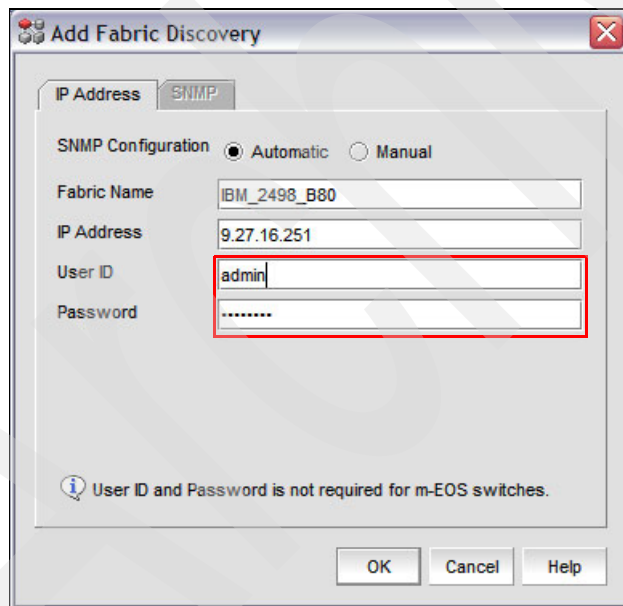 Add Fabric Discovery
IP Address SNMP
SNMP Configuration Automatic Manual
Fabric Name IBM_2498_B80
IP Address 9.27.16.251
User ID admin
Password ••••••••
User ID and Password is not required for m-EOS switches.
OK Cancel Help